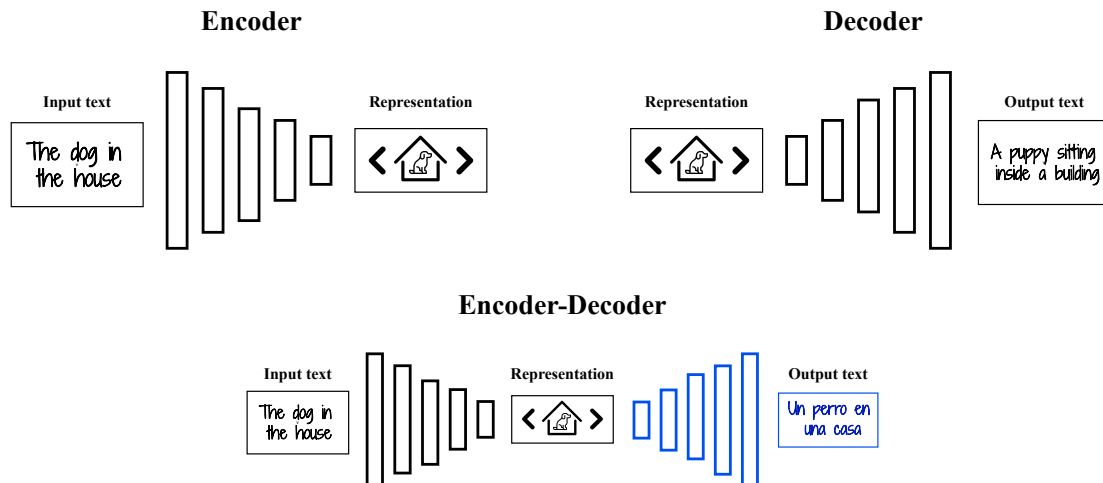 Encoder
Input text
The dog in
the house
Representation
Decoder
Representation
Output text
A puppy sitting
inside a building
Encoder-Decoder
Input text
The dog in
the house
Representation
Output text
Un perro en
una casa